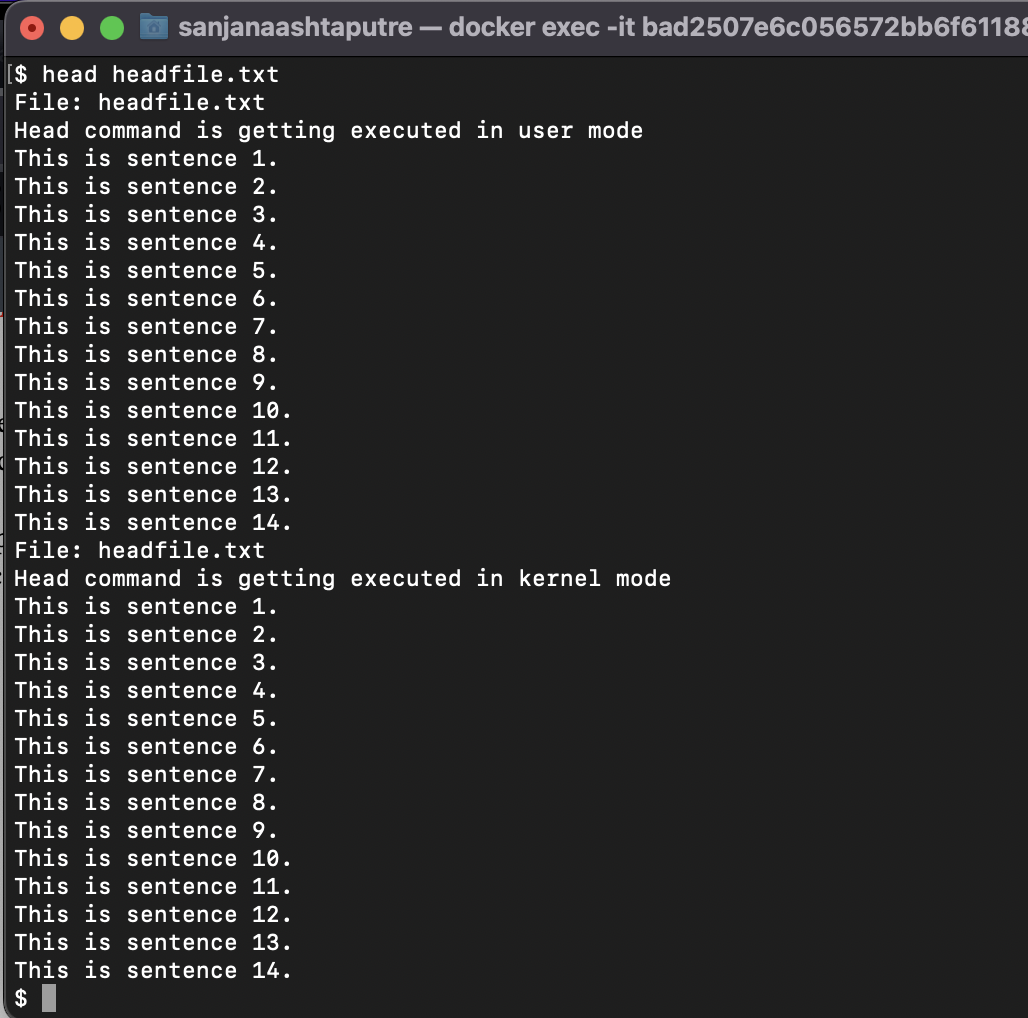 sanjanaashtaputre — docker exec -it bad2507e6c056572bb6f61188
$ head headfile.txt
File: headfile.txt
Head command is getting executed in user mode
This is sentence 1.
This is sentence 2.
This is sentence 3.
This is sentence 4.
This is sentence 5.
This is sentence 6.
This is sentence 7.
This is sentence 8.
This is sentence 9.
This is sentence 10.
This is sentence 11.
This is sentence 12.
This is sentence 13.
This is sentence 14.
File: headfile.txt
Head command is getting executed in kernel mode
This is sentence 1.
This is sentence 2.
This is sentence 3.
This is sentence 4.
This is sentence 5.
This is sentence 6.
This is sentence 7.
This is sentence 8.
This is sentence 9.
This is sentence 10.
This is sentence 11.
This is sentence 12.
This is sentence 13.
This is sentence 14.
$